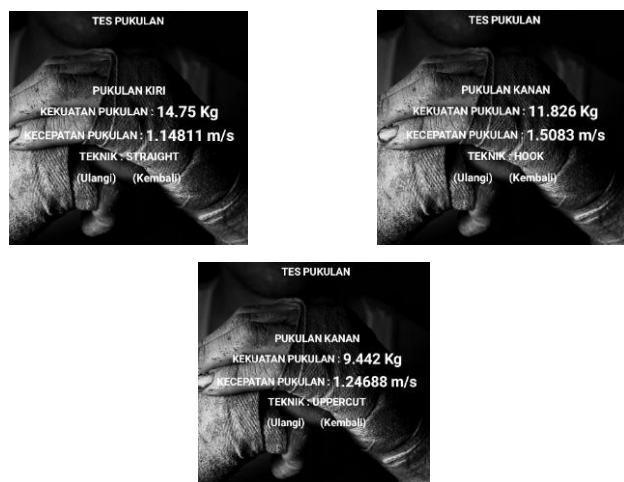 TES PUKULAN
PUKULAN KIRI
KEKUATAN PUKULAN : 14.75 Kg
KECEPATAN PUKULAN : 1.14811 m/s
TEKNIK : STRAIGHT
(Ulangi) (Kembali)
TES PUKULAN
PUKULAN KANAN
KEKUATAN PUKULAN : 11.826 Kg
KECEPATAN PUKULAN : 1.5083 m/s
TEKNIK : HOOK
(Ulangi) (Kembali)
TES PUKULAN
PUKULAN KANAN
KEKUATAN PUKULAN : 9.442 Kg
KECEPATAN PUKULAN : 1.24688 m/s
TEKNIK : UPPERCUT
(Ulangi) (Kembali)